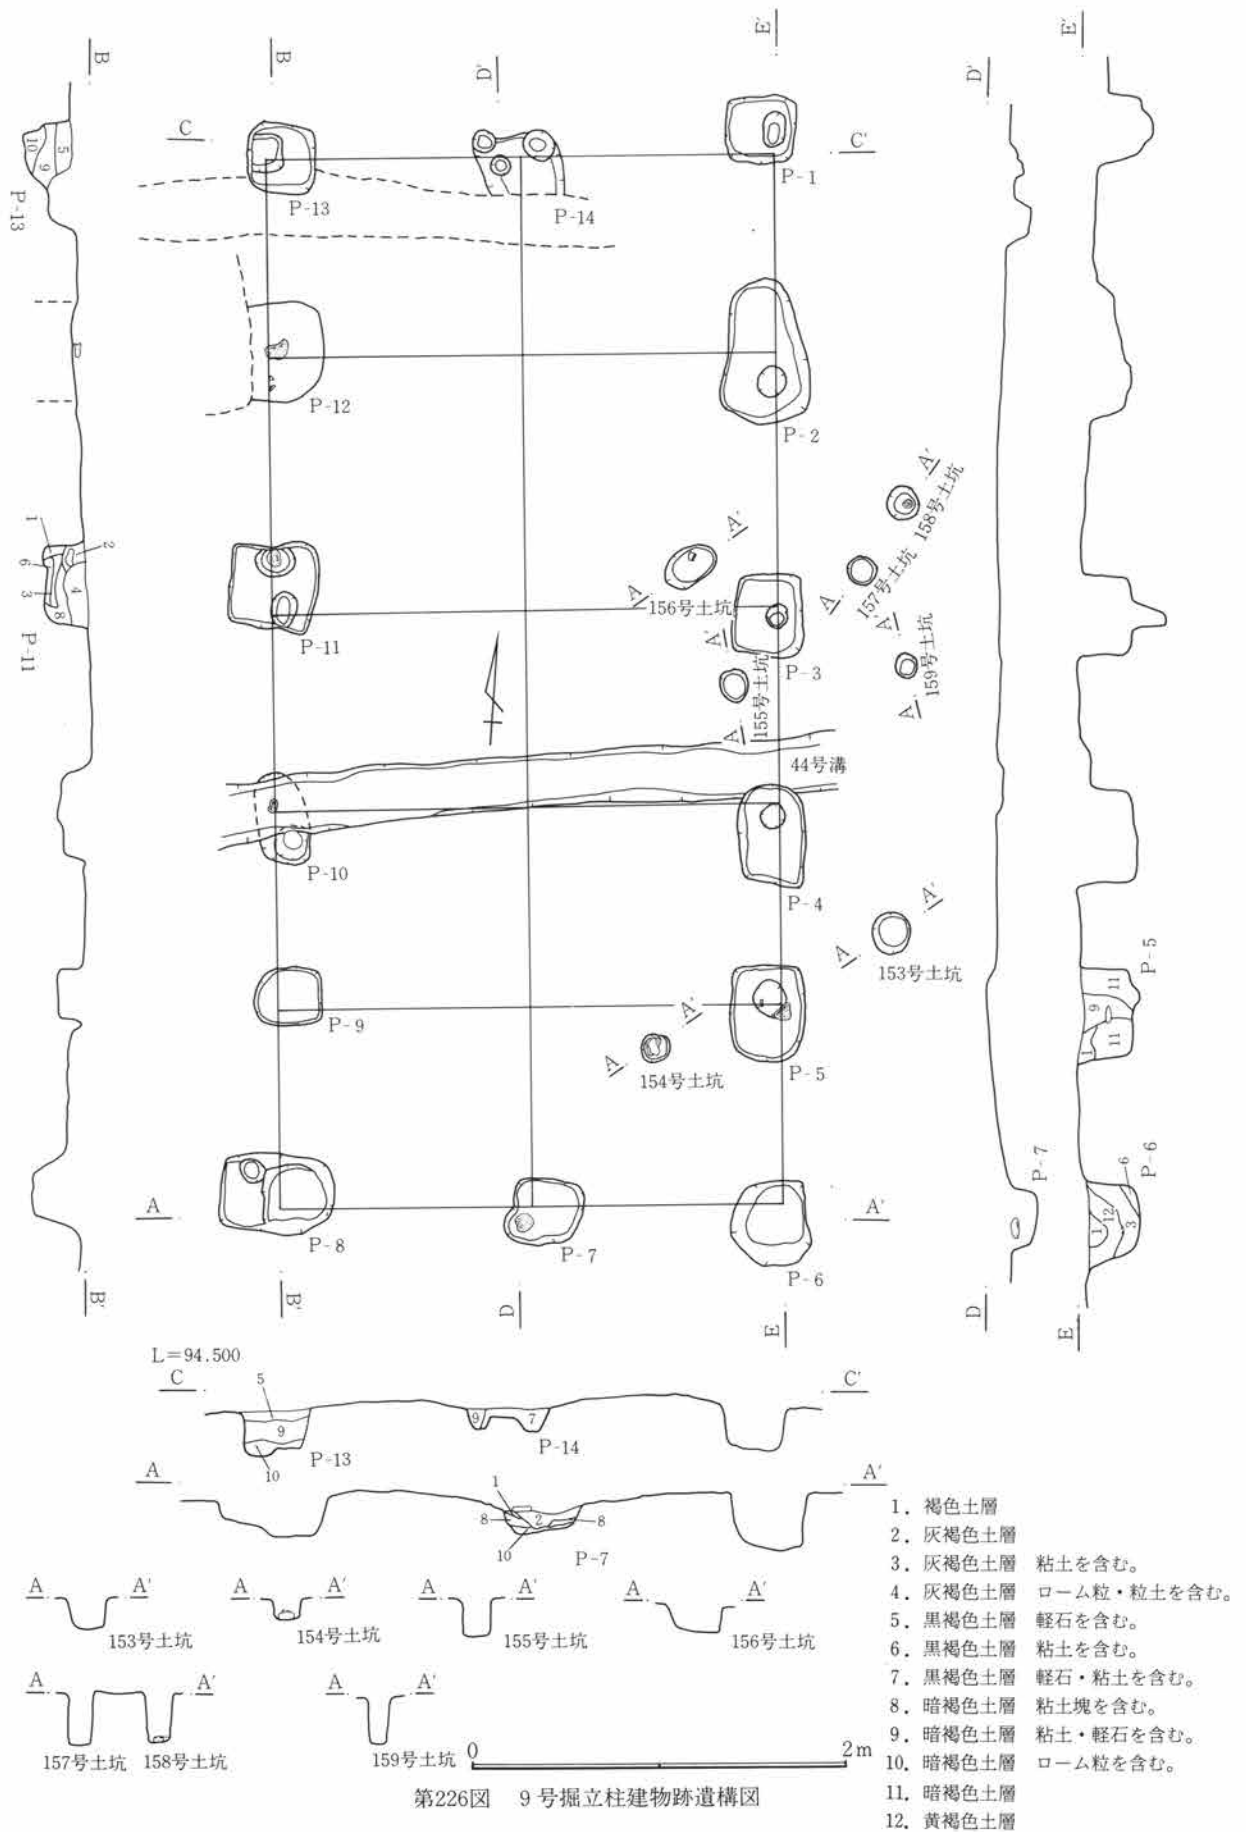 B
B
D'
E'
E'
D'
C
C'
5
9
10
P-13
P-13
P-14
P-1
P-12
P-2
1
2
6
3
4
8
P-11
P-11
A'
A
156号土坑
A'
158号土坑
157号土坑
A
P-3
A'
155号土坑
A
A'
159号土坑
A
44号溝
P-10
P-4
A'
A
153号土坑
P-9
P-5
A'
A
154号土坑
P-5
11
9
11
1
P-7
P-6
6
12
1
3
A
A'
P-8
P-7
P-6
B'
B'
D
E
D
E
L=94.500
C
C'
5
9
10
P-13
9
7
P-14
A
A'
1
8
2
8
10
P-7
A
A'
153号土坑
A
A'
154号土坑
A
A'
155号土坑
A
A'
156号土坑
A
A'
157号土坑 158号土坑
A
A'
159号土坑
0
2m
第226図 9号掘立柱建物跡遺構図
1. 褐色土層
2. 灰褐色土層
3. 灰褐色土層 粘土を含む。
4. 灰褐色土層 ローム粒・粒土を含む。
5. 黒褐色土層 軽石を含む。
6. 黒褐色土層 粘土を含む。
7. 黒褐色土層 軽石・粘土を含む。
8. 暗褐色土層 粘土塊を含む。
9. 暗褐色土層 粘土・軽石を含む。
10. 暗褐色土層 ローム粒を含む。
11. 暗褐色土層
12. 黄褐色土層